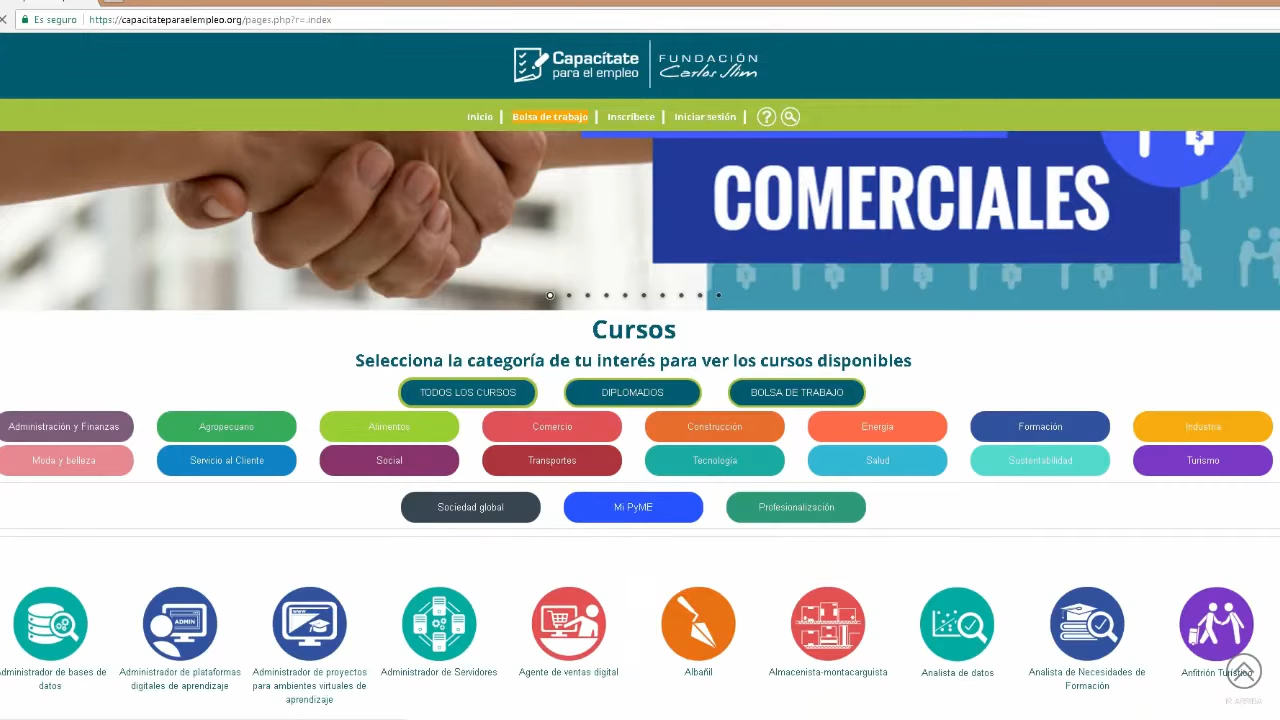 Es seguro | https://capacitateparaelempleo.org/pages.php?r=.index
Capacítate para el empleo
FUNDACIÓN Carlos Slim
Inicio | Bolsa de trabajo | Inscríbete | Iniciar sesión | ?
COMERCIALES
Cursos
Selecciona la categoría de tu interés para ver los cursos disponibles
TODOS LOS CURSOS DIPLOMADOS BOLSA DE TRABAJO
Administración y Finanzas Agropecuario Alimentos Comercio Construcción Energía Formación Industria
Moda y belleza Servicio al Cliente Social Transportes Tecnología Salud Sustentabilidad Turismo
Sociedad global Mi PyME Profesionalización
WWW
ADMIN
dministrador de bases de datos
Administrador de plataformas digitales de aprendizaje
Administrador de proyectos para ambientes virtuales de aprendizaje
Administrador de Servidores
Agente de ventas digital
Albañil
Almacenista-montacarguista
Analista de datos
Analista de Necesidades de Formación
Anfitrión Turístico
IR ARRIBA